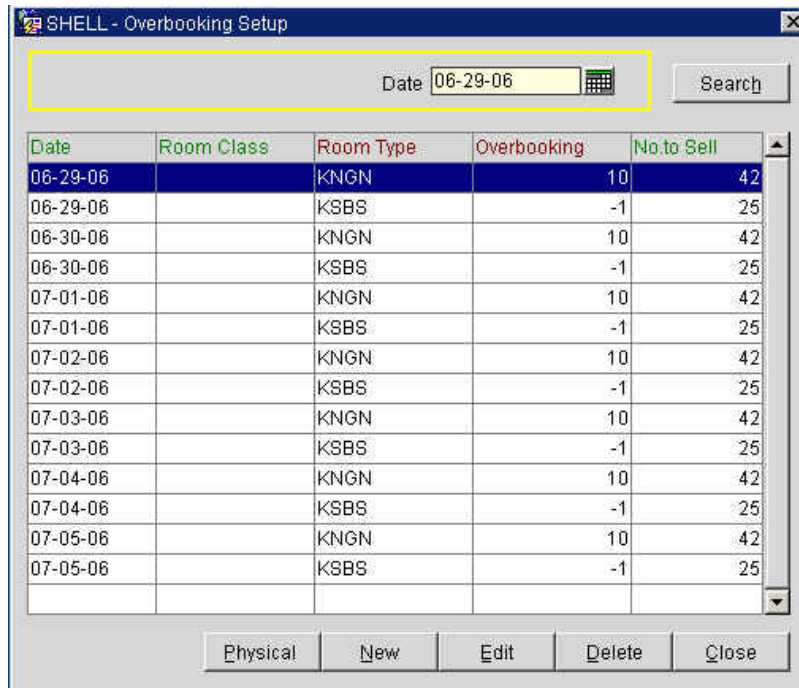 SHELL - Overbooking Setup
Date 06-29-06 Search
Date Room Class Room Type Overbooking No.to Sell
06-29-06 KNGN 10 42
06-29-06 KSBS -1 25
06-30-06 KNGN 10 42
06-30-06 KSBS -1 25
07-01-06 KNGN 10 42
07-01-06 KSBS -1 25
07-02-06 KNGN 10 42
07-02-06 KSBS -1 25
07-03-06 KNGN 10 42
07-03-06 KSBS -1 25
07-04-06 KNGN 10 42
07-04-06 KSBS -1 25
07-05-06 KNGN 10 42
07-05-06 KSBS -1 25
Physical New Edit Delete Close